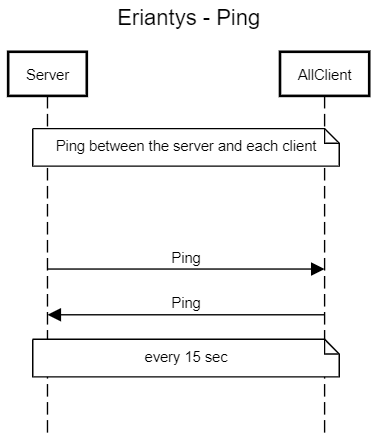 Eriantys - Ping
Server
AllClient
Ping between the server and each client
Ping
Ping
every 15 sec